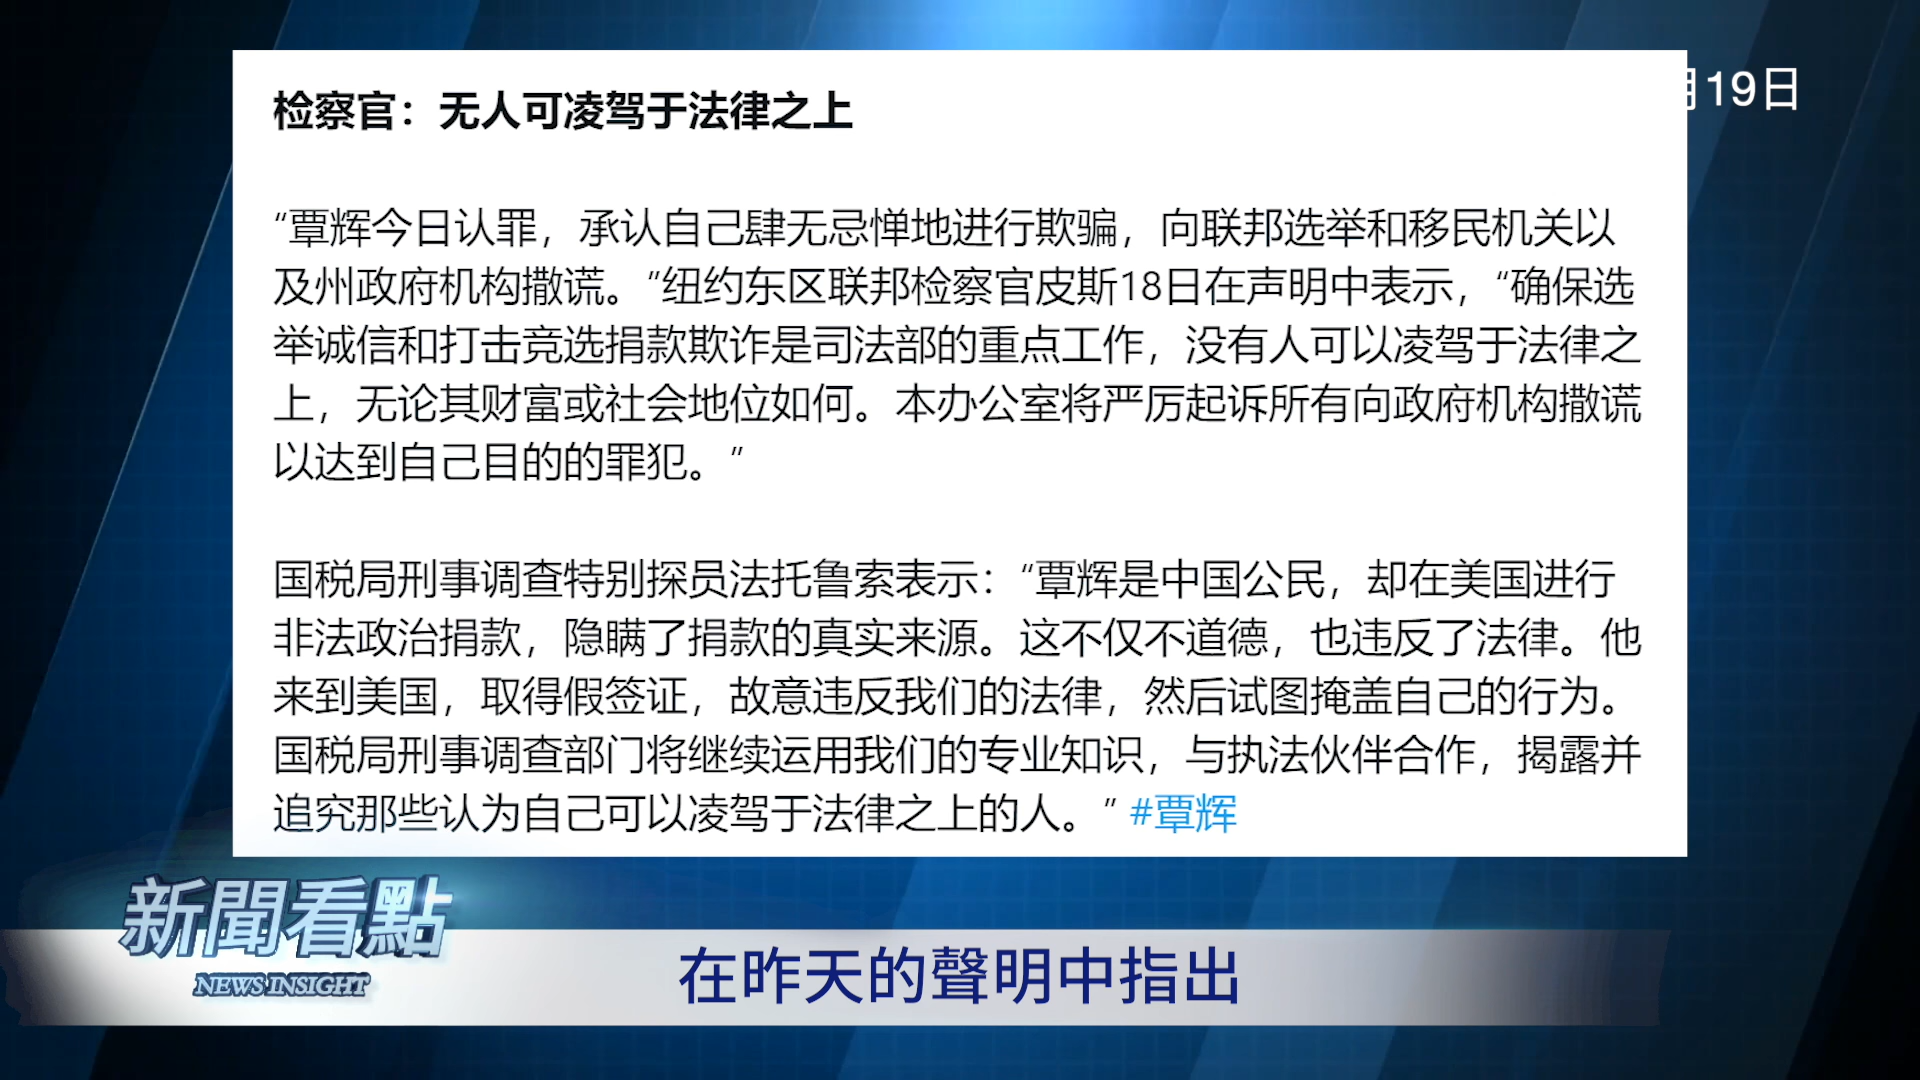 检察官：无人可凌驾于法律之上
月19日
“覃辉今日认罪，承认自己肆无忌惮地进行欺骗，向联邦选举和移民机关以
及州政府机构撒谎。”纽约东区联邦检察官皮斯18日在声明中表示，“确保选
举诚信和打击竞选捐款欺诈是司法部的重点工作，没有人可以凌驾于法律之
上，无论其财富或社会地位如何。本办公室将严厉起诉所有向政府机构撒谎
以达到自己目的的罪犯。”
国税局刑事调查特别探员法托鲁索表示：“覃辉是中国公民，却在美国进行
非法政治捐款，隐瞒了捐款的真实来源。这不仅不道德，也违反了法律。他
来到美国，取得假签证，故意违反我们的法律，然后试图掩盖自己的行为。
国税局刑事调查部门将继续运用我们的专业知识，与执法伙伴合作，揭露并
追究那些认为自己可以凌驾于法律之上的人。”#覃辉
新聞看點
NEWS INSIGHT
在昨天的聲明中指出